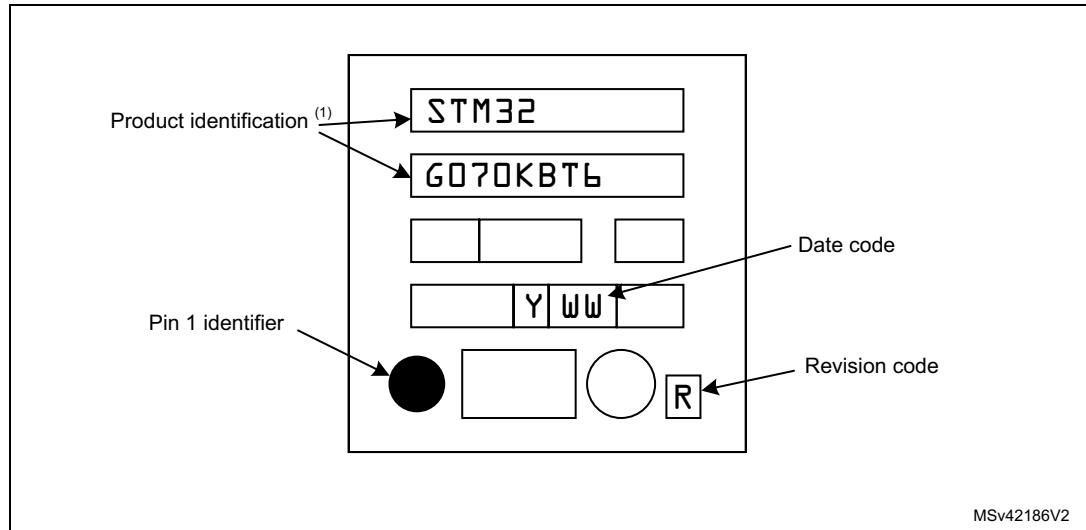 STM32
Product identification (1)
G070KBT6
Date code
Y WW
Pin 1 identifier
Revision code
R
MSv42186V2